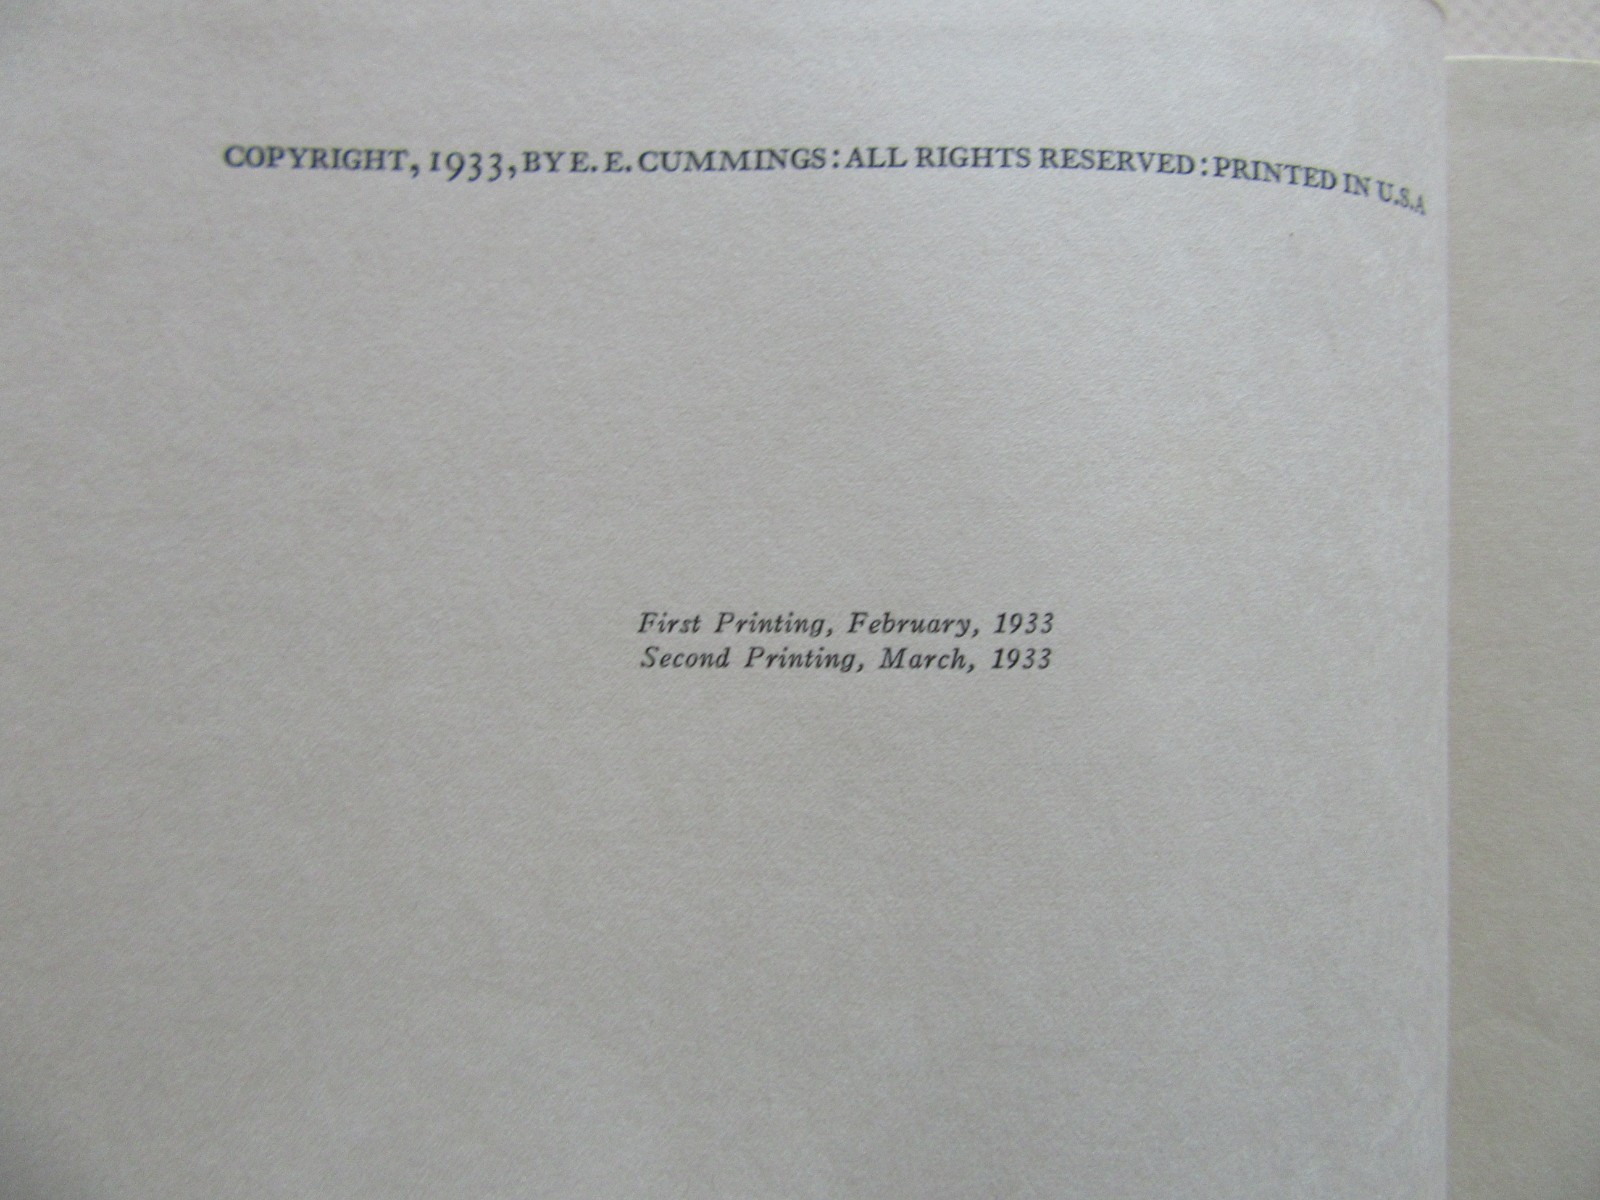 COPYRIGHT, 1933, BY E. E. CUMMINGS: ALL RIGHTS RESERVED: PRINTED IN U.S.A
First Printing, February, 1933
Second Printing, March, 1933